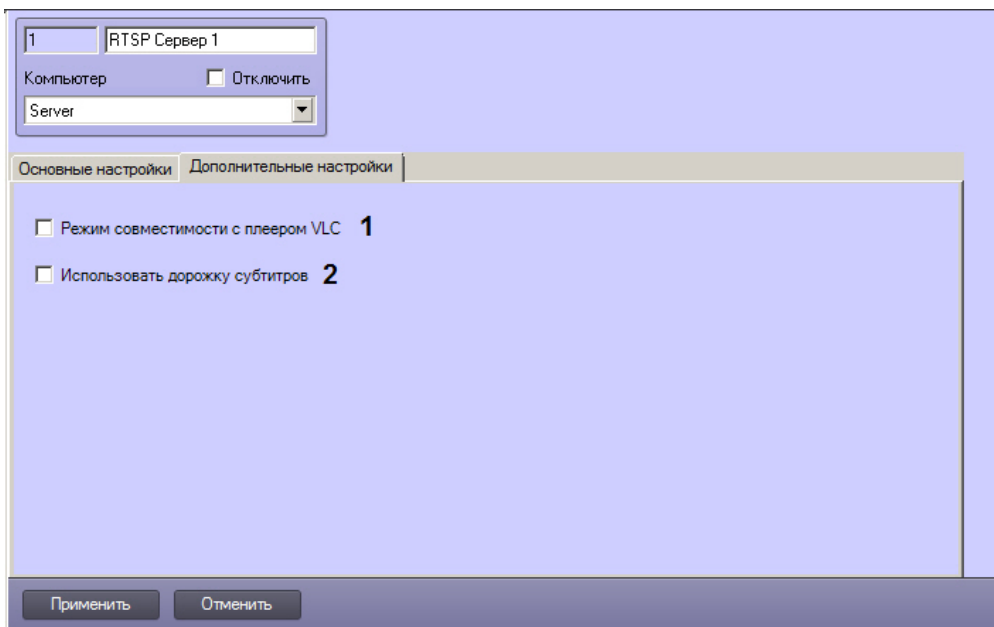 1 RTSP Сервер 1
Компьютер Отключить
Server
Основные настройки Дополнительные настройки
Режим совместимости с плеером VLC 1
Использовать дорожку субтитров 2
Применить Отменить